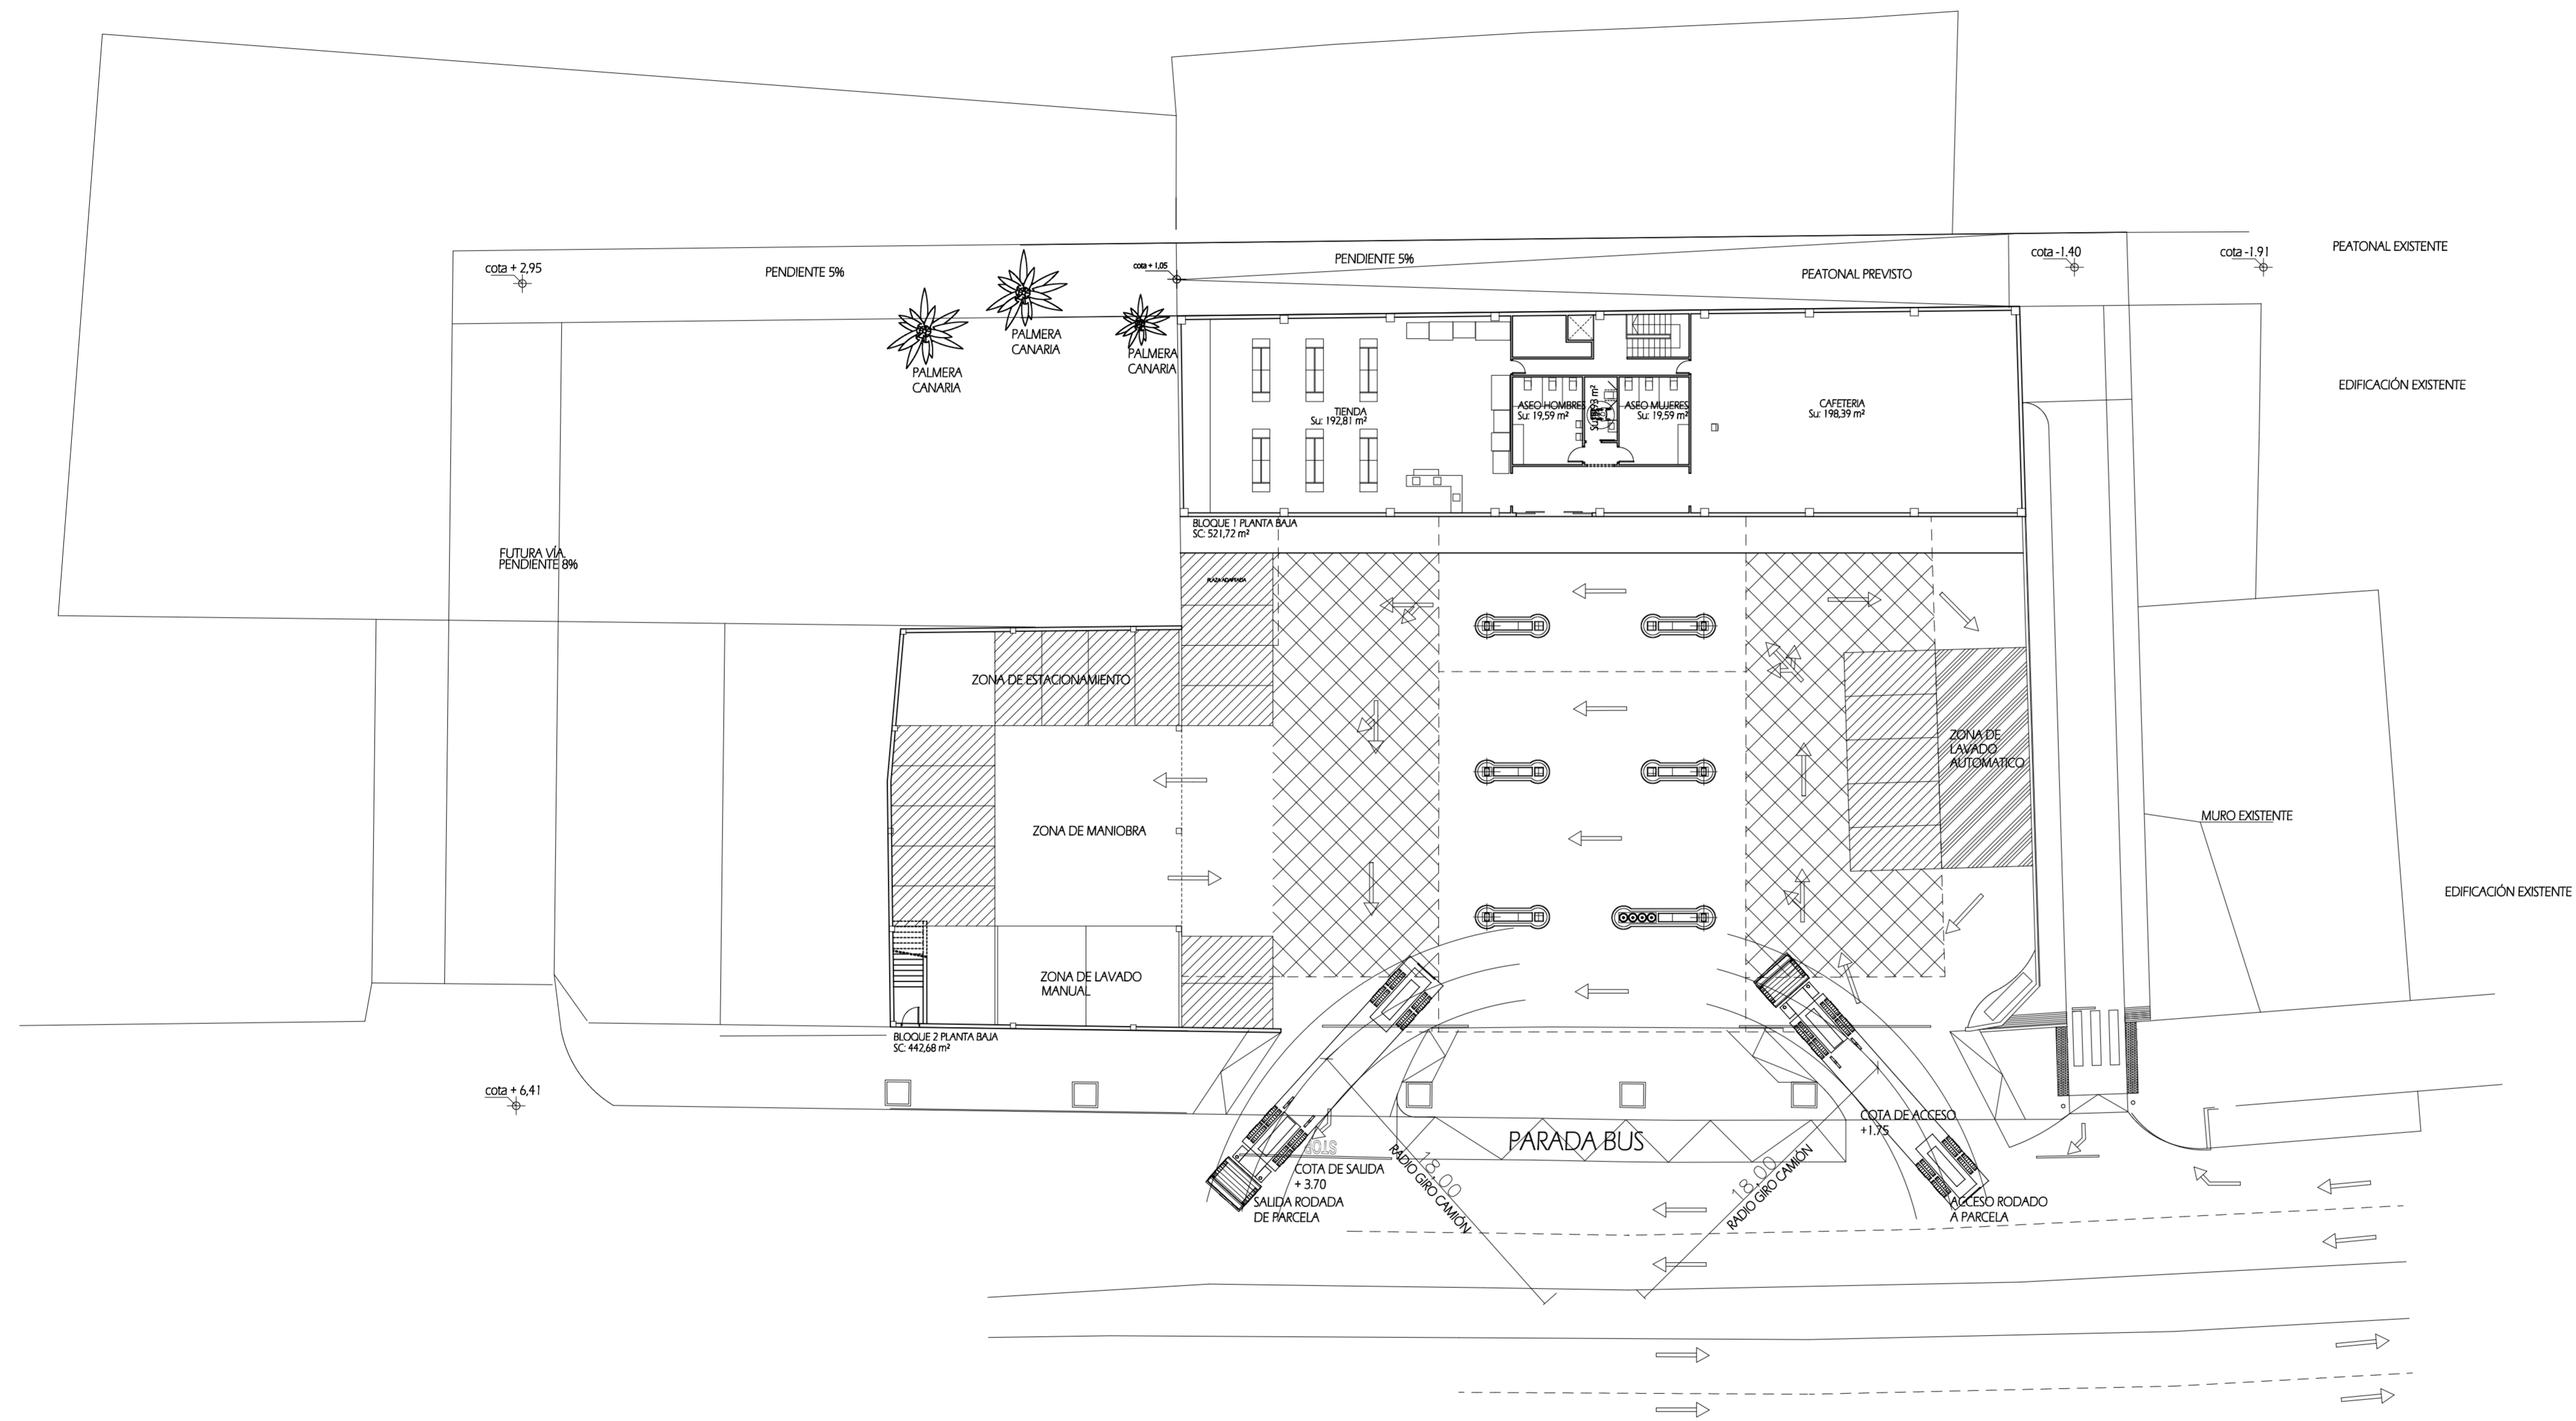 PEATONAL EXISTENTE
cota + 2,95
PENDIENTE 5%
cota + 1,05
PENDIENTE 5%
PEATONAL PREVISTO
cota -1.40
cota -1.91
PALMERA
CANARIA
PALMERA
CANARIA
PALMERA
CANARIA
EDIFICACIÓN EXISTENTE
TIENDA
Su: 192,81 m²
ASEO HOMBRES
Su: 19,59 m²
ASEO MUJERES
Su: 19,59 m²
CAFETERIA
Su: 198,39 m²
BLOQUE 1 PLANTA BAJA
SC: 521,72 m²
FUTURA VÍA.
PENDIENTE 8%
PLAZA ADAPTADA
ZONA DE ESTACIONAMIENTO
ZONA DE
LAVADO
AUTOMATICO
ZONA DE MANIOBRA
MURO EXISTENTE
EDIFICACIÓN EXISTENTE
ZONA DE LAVADO
MANUAL
BLOQUE 2 PLANTA BAJA
SC: 442,68 m²
cota + 6,41
COTA DE ACCESO
+1.75
PARADA BUS
STOP
COTA DE SALIDA
+ 3.70
18,00
RADIO GIRO CAMIÓN
18,00
RADIO GIRO CAMIÓN
SALIDA RODADA
DE PARCELA
ACCESO RODADO
A PARCELA